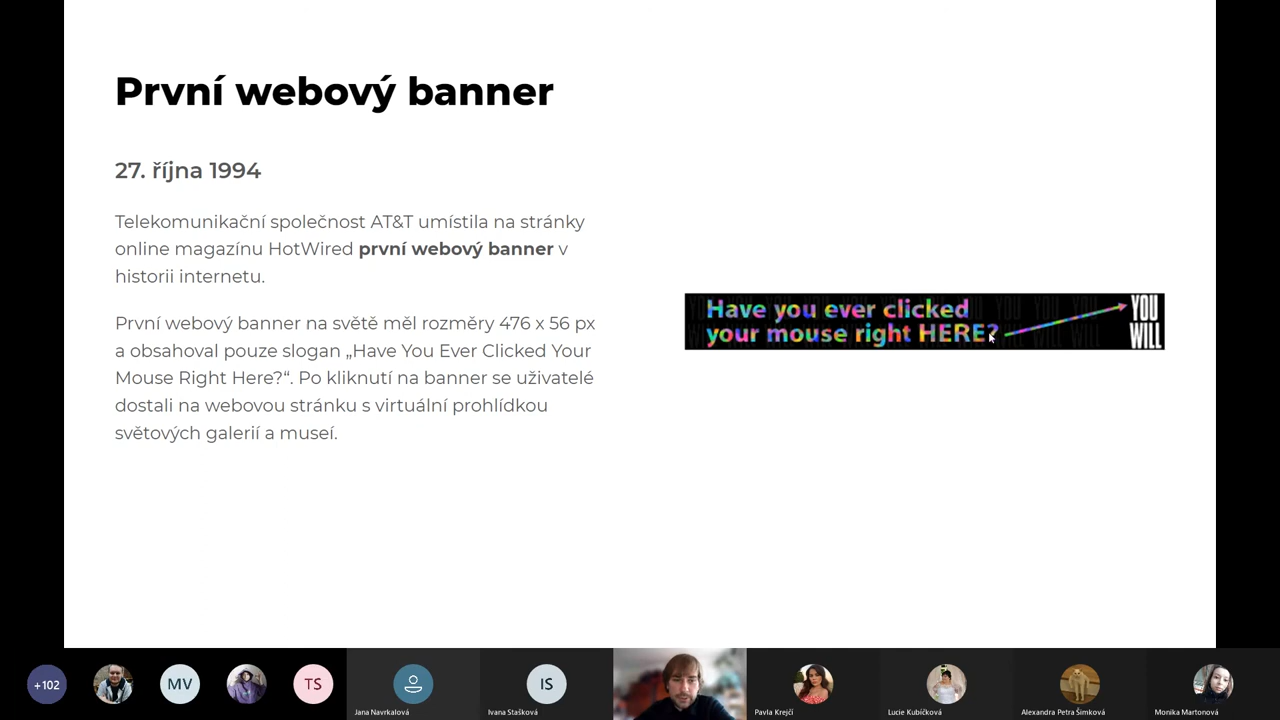 První webový banner
27. října 1994
Telekomunikační společnost AT&T umístila na stránky
online magazínu HotWired první webový banner v
historii internetu.
První webový banner na světě měl rozměry 476 x 56 px
a obsahoval pouze slogan „Have You Ever Clicked Your
Mouse Right Here?“. Po kliknutí na banner se uživatelé
dostali na webovou stránku s virtuální prohlídkou
světových galerií a museí.
Have you ever clicked
your mouse right HERE?
YOU
WILL
+102
MV
TS
Jana Navrkalová
IS
Ivana Stašková
Pavla Krejčí
Lucie Kubíčková
Alexandra Petra Šimková
Monika Martonová